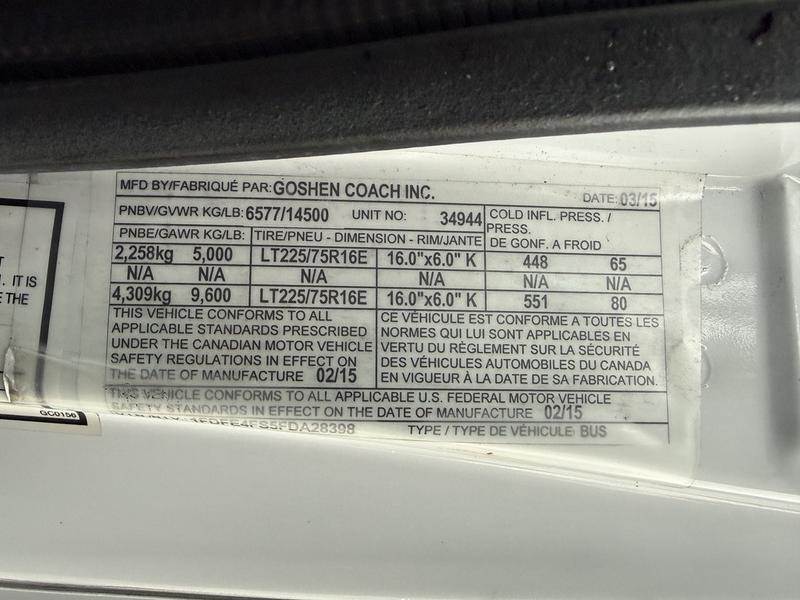 MFD BY/FABRIQUÉ PAR: GOSHEN COACH INC. DATE: 03/15
PNBV/GVWR KG/LB: 6577/14500 UNIT NO: 34944
COLD INFL. PRESS. /
PRESS.
DE GONF. A FROID
PNBE/GAWR KG/LB: TIRE/PNEU - DIMENSION - RIM/JANTE
2,258kg 5,000 LT225/75R16E 16.0"x6.0" K 448 65
N/A N/A N/A N/A N/A N/A
4,309kg 9,600 LT225/75R16E 16.0"x6.0" K 551 80
THIS VEHICLE CONFORMS TO ALL
APPLICABLE STANDARDS PRESCRIBED
UNDER THE CANADIAN MOTOR VEHICLE
SAFETY REGULATIONS IN EFFECT ON
THE DATE OF MANUFACTURE 02/15
CE VÉHICULE EST CONFORME A TOUTES LES
NORMES QUI LUI SONT APPLICABLES EN
VERTU DU RÈGLEMENT SUR LA SÉCURITÉ
DES VÉHICULES AUTOMOBILES DU CANADA
EN VIGUEUR À LA DATE DE SA FABRICATION.
THIS VEHICLE CONFORMS TO ALL APPLICABLE U.S. FEDERAL MOTOR VEHICLE
SAFETY STANDARDS IN EFFECT ON THE DATE OF MANUFACTURE 02/15
1FDFE4FS5FDA28398 TYPE / TYPE DE VÉHICULE: BUS
IT IS
THE
GC0156